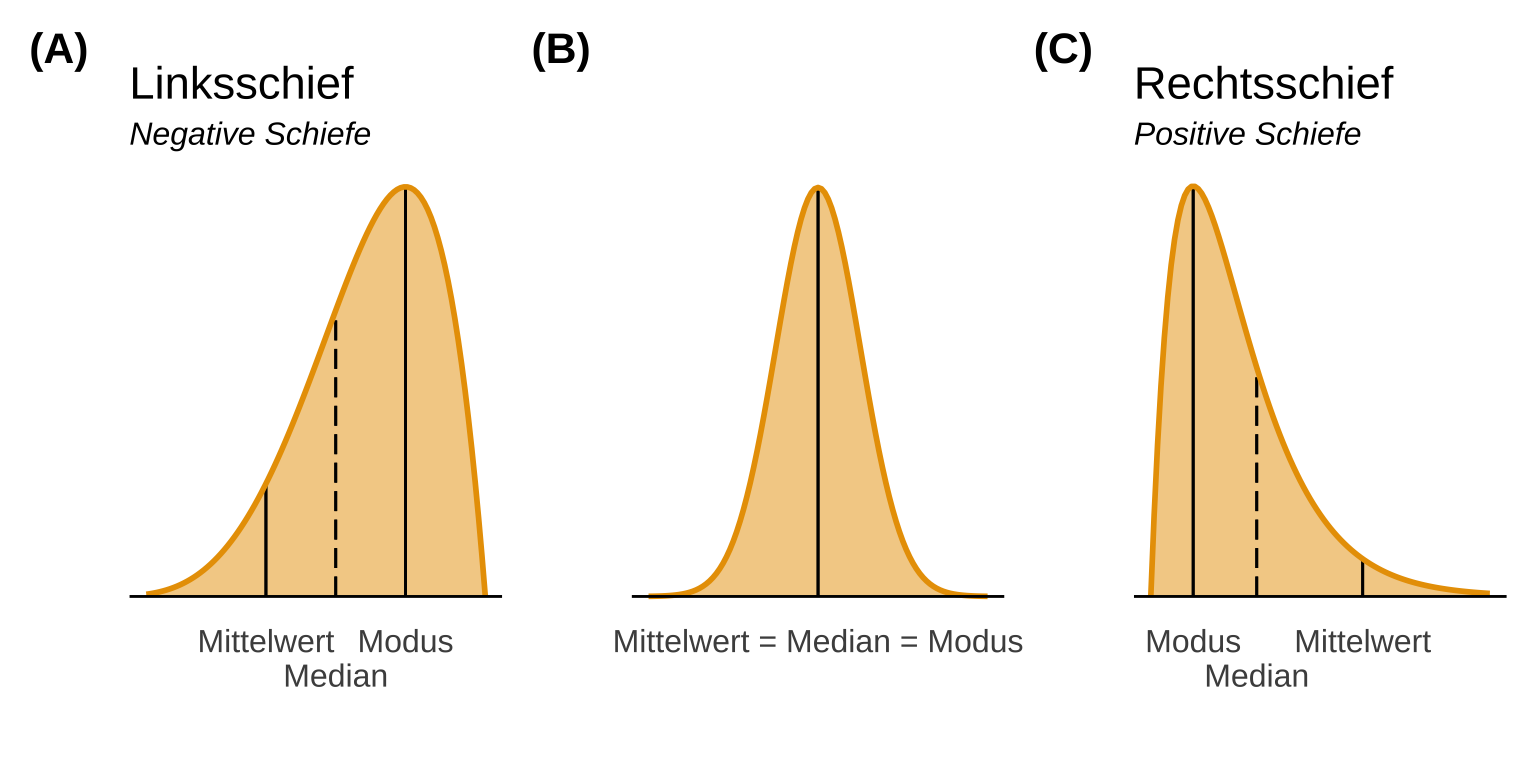 (A)
Linksschief
Negative Schiefe
Mittelwert Modus
Median
(B)
Mittelwert = Median = Modus
(C)
Rechtsschief
Positive Schiefe
Modus Mittelwert
Median